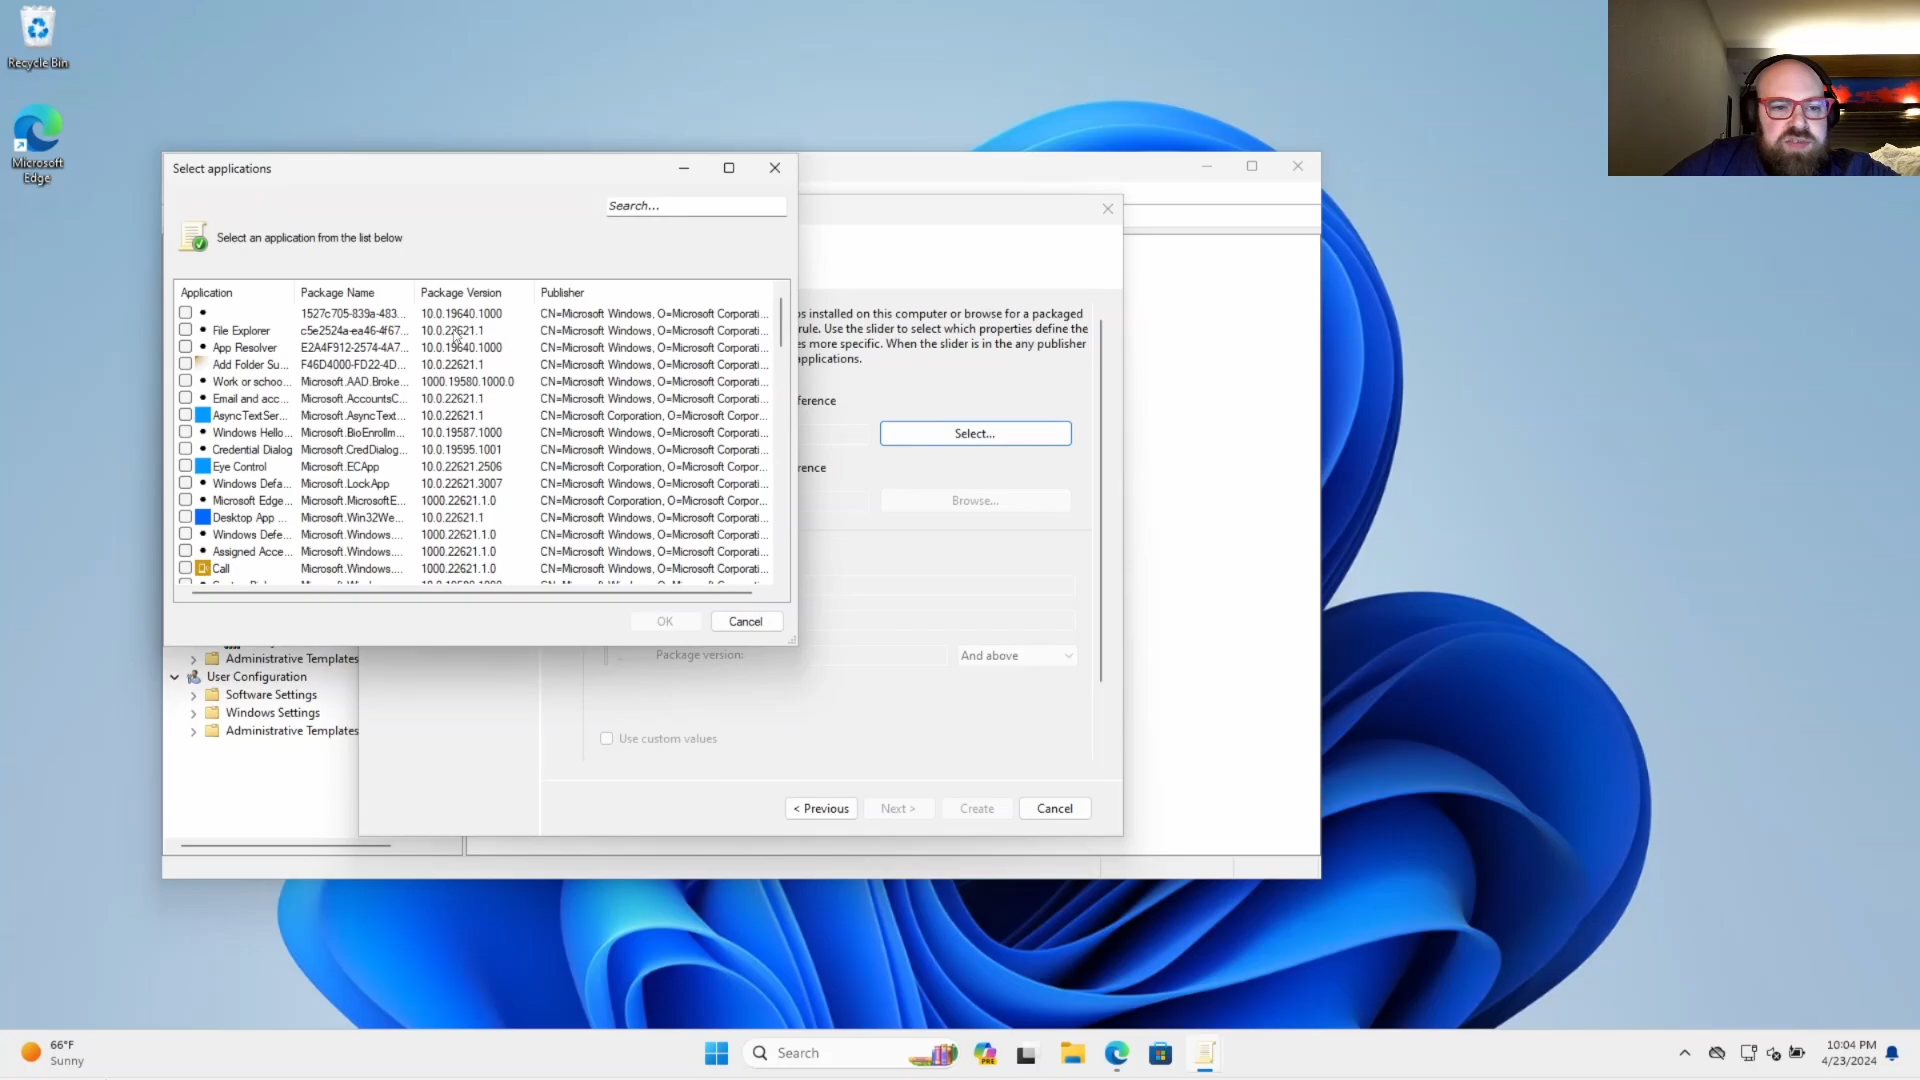 Recycle Bin
Microsoft
Edge
Select applications
Search...
Select an application from the list below
Application Package Name Package Version Publisher
1527c705-839a-483... 10.0.19640.1000 CN=Microsoft Windows, O=Microsoft Corporati...
File Explorer c5e2524a-ea46-4f67... 10.0.22621.1 CN=Microsoft Windows, O=Microsoft Corporati...
App Resolver E2A4F912-2574-4A7... 10.0.19640.1000 CN=Microsoft Windows, O=Microsoft Corporati...
Add Folder Su... F46D4000-FD22-4D... 10.0.22621.1 CN=Microsoft Windows, O=Microsoft Corporati...
Work or schoo... Microsoft.AAD.Broke... 1000.19580.1000.0 CN=Microsoft Windows, O=Microsoft Corporati...
Email and acc... Microsoft.AccountsC... 10.0.22621.1 CN=Microsoft Windows, O=Microsoft Corporati...
AsyncTextSer... Microsoft.AsyncText... 10.0.22621.1 CN=Microsoft Corporation, O=Microsoft Corpor...
Windows Hello... Microsoft.BioEnrollm... 10.0.19587.1000 CN=Microsoft Windows, O=Microsoft Corporati...
Credential Dialog Microsoft.CredDialog... 10.0.19595.1001 CN=Microsoft Windows, O=Microsoft Corporati...
Eye Control Microsoft.ECApp 10.0.22621.2506 CN=Microsoft Corporation, O=Microsoft Corpor...
Windows Defa... Microsoft.LockApp 10.0.22621.3007 CN=Microsoft Windows, O=Microsoft Corporati...
Microsoft Edge... Microsoft.MicrosoftE... 1000.22621.1.0 CN=Microsoft Corporation, O=Microsoft Corpor...
Desktop App ... Microsoft.Win32We... 10.0.22621.1 CN=Microsoft Windows, O=Microsoft Corporati...
Windows Defe... Microsoft.Windows.... 1000.22621.1.0 CN=Microsoft Windows, O=Microsoft Corporati...
Assigned Acce... Microsoft.Windows.... 1000.22621.1.0 CN=Microsoft Windows, O=Microsoft Corporati...
Call Microsoft.Windows.... 1000.22621.1.0 CN=Microsoft Windows, O=Microsoft Corporati...
OK Cancel
ps installed on this computer or browse for a packaged
rule. Use the slider to select which properties define the
es more specific. When the slider is in the any publisher
applications.
ference
Select...
rence
Browse...
Package version: And above
Use custom values
< Previous Next > Create Cancel
Administrative Templates
User Configuration
Software Settings
Windows Settings
Administrative Templates
66°F
Sunny
Search
PRE
10:04 PM
4/23/2024